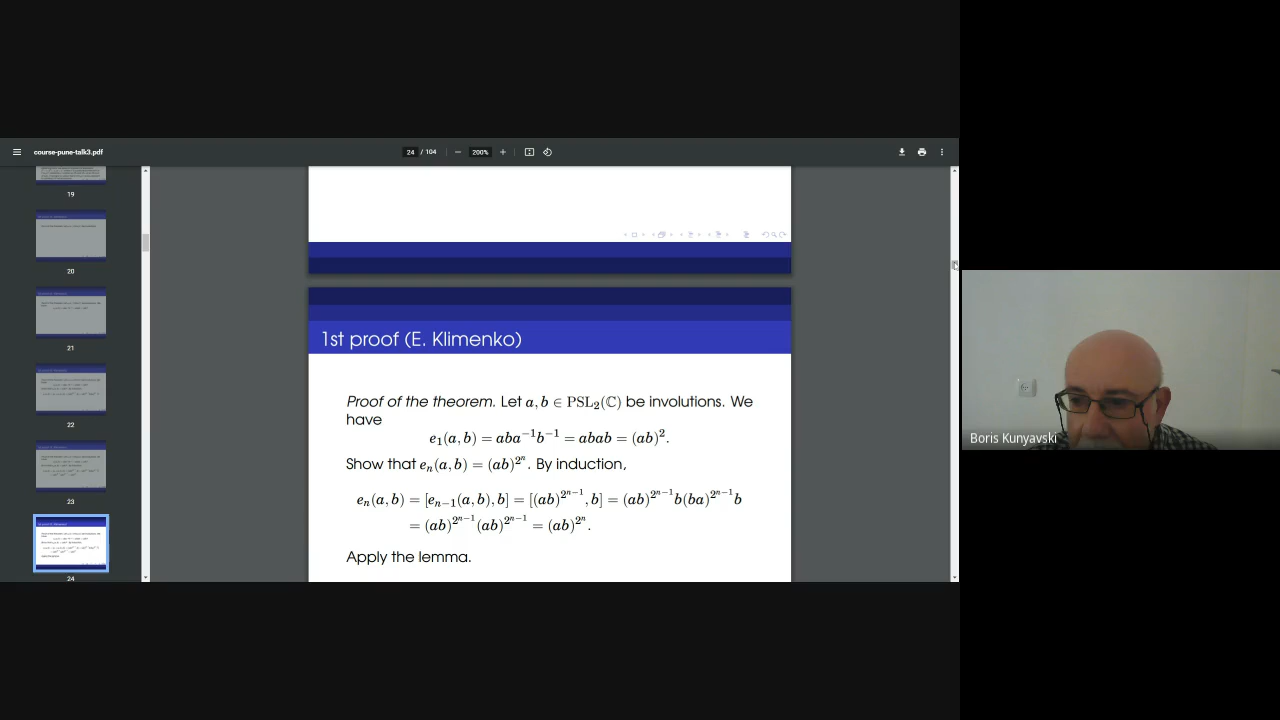 course-pune-talk3.pdf
24 / 104
200%
19
20
21
22
23
24
1st proof (E. Klimenko)
Proof of the theorem. Let a, b ∈ PSL₂(ℂ) be involutions. We
have
e₁(a, b) = aba⁻¹b⁻¹ = abab = (ab)².
Show that eₙ(a, b) = (ab)^{2ⁿ}. By induction,
eₙ(a, b) = [eₙ₋₁(a, b), b] = [(ab)^{2ⁿ⁻¹}, b] = (ab)^{2ⁿ⁻¹}b(ba)^{2ⁿ⁻¹}b
= (ab)^{2ⁿ⁻¹}(ab)^{2ⁿ⁻¹} = (ab)^{2ⁿ}.
Apply the lemma.
Boris Kunyavski